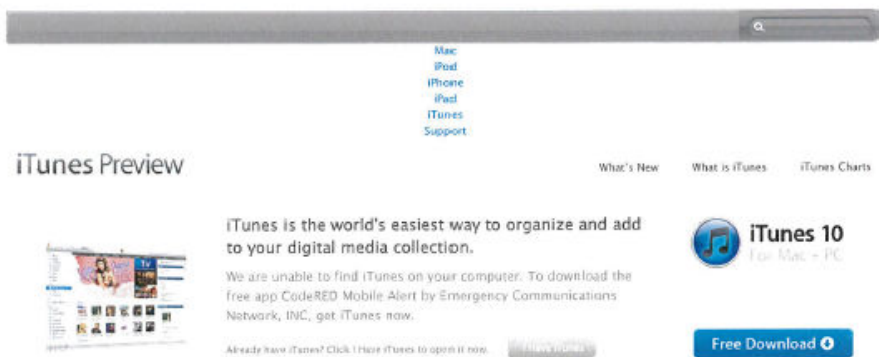 Mac
iPod
iPhone
iPad
iTunes
Support
iTunes Preview
What's New
What is iTunes
iTunes Charts
iTunes is the world's easiest way to organize and add
to your digital media collection.
We are unable to find iTunes on your computer. To download the
free app CodeRED Mobile Alert by Emergency Communications
Network, INC, get iTunes now.
Already have iTunes? Click I Have iTunes to open it now.
I Have iTunes
iTunes 10
For Mac + PC
Free Download